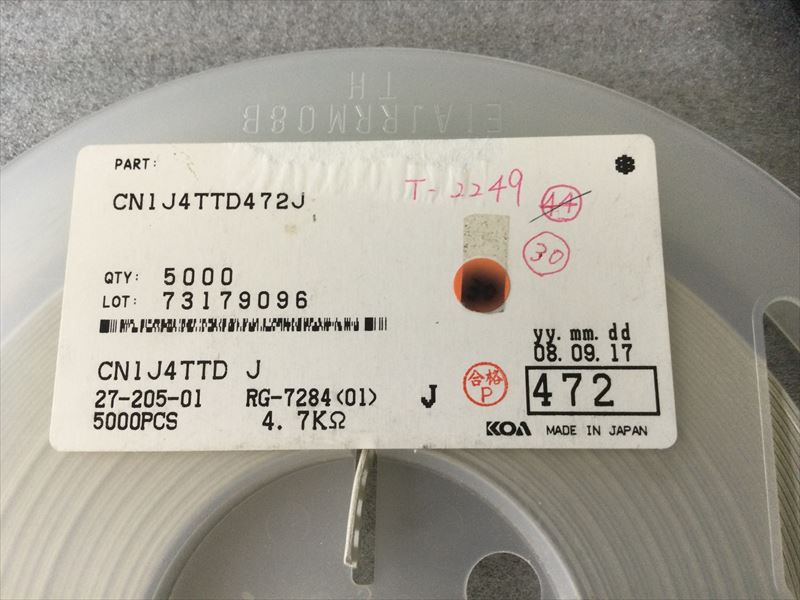 EIAJRRM08B
TH
PART:
CN1J4TTD472J
T-2249
44
30
QTY: 5000
LOT: 73179096
yy. mm. dd
08. 09. 17
CN1J4TTD J
27-205-01 RG-7284<01> J
合格
P
472
5000PCS 4. 7KΩ
KOA MADE IN JAPAN